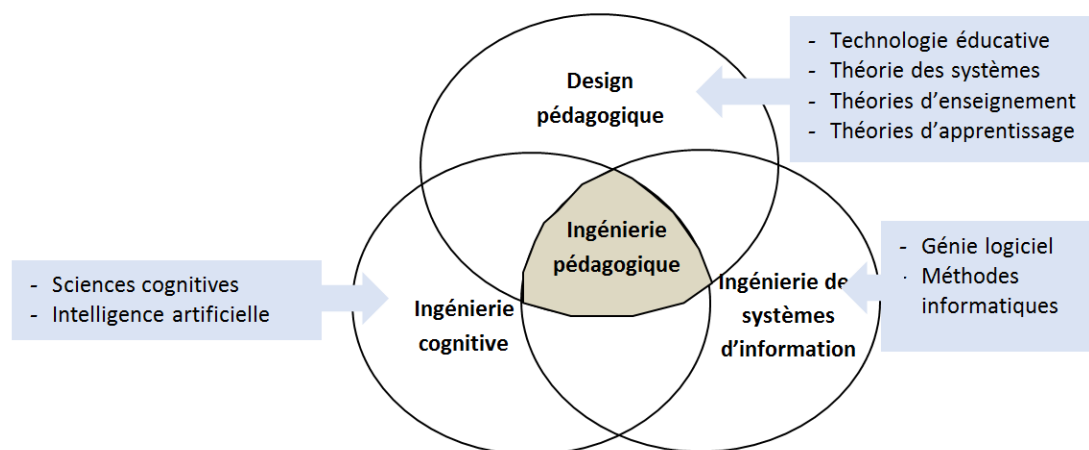 - Technologie éducative
- Théorie des systèmes
- Théories d'enseignement
- Théories d'apprentissage
Design
pédagogique
Ingénierie
pédagogique
- Génie logiciel
· Méthodes
informatiques
- Sciences cognitives
- Intelligence artificielle
Ingénierie
cognitive
Ingénierie de
systèmes
d'information